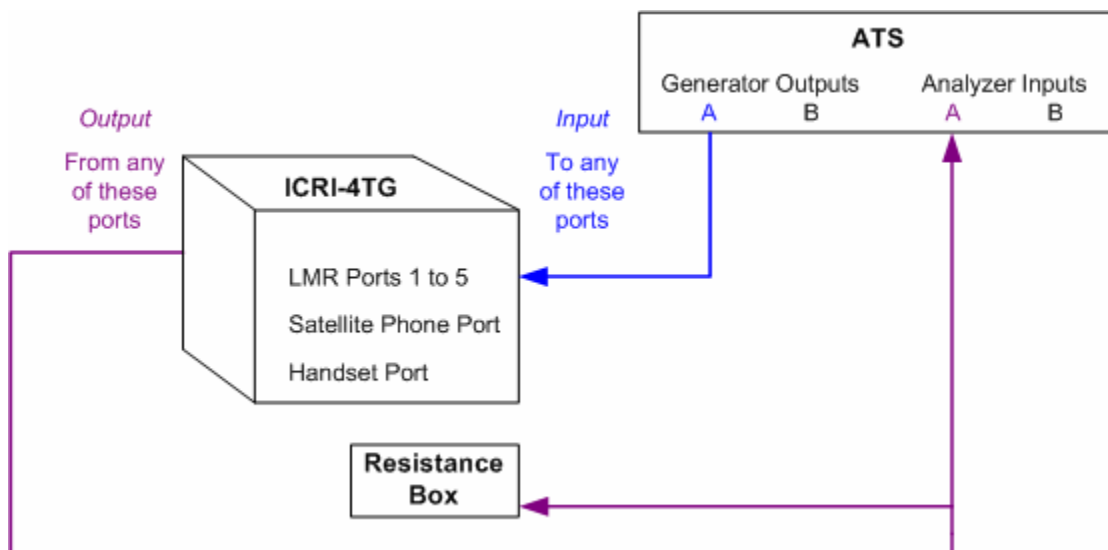 ATS
Generator Outputs
Analyzer Inputs
A
B
A
B
Output
From any
of these
ports
Input
To any
of these
ports
ICRI-4TG
LMR Ports 1 to 5
Satellite Phone Port
Handset Port
Resistance
Box